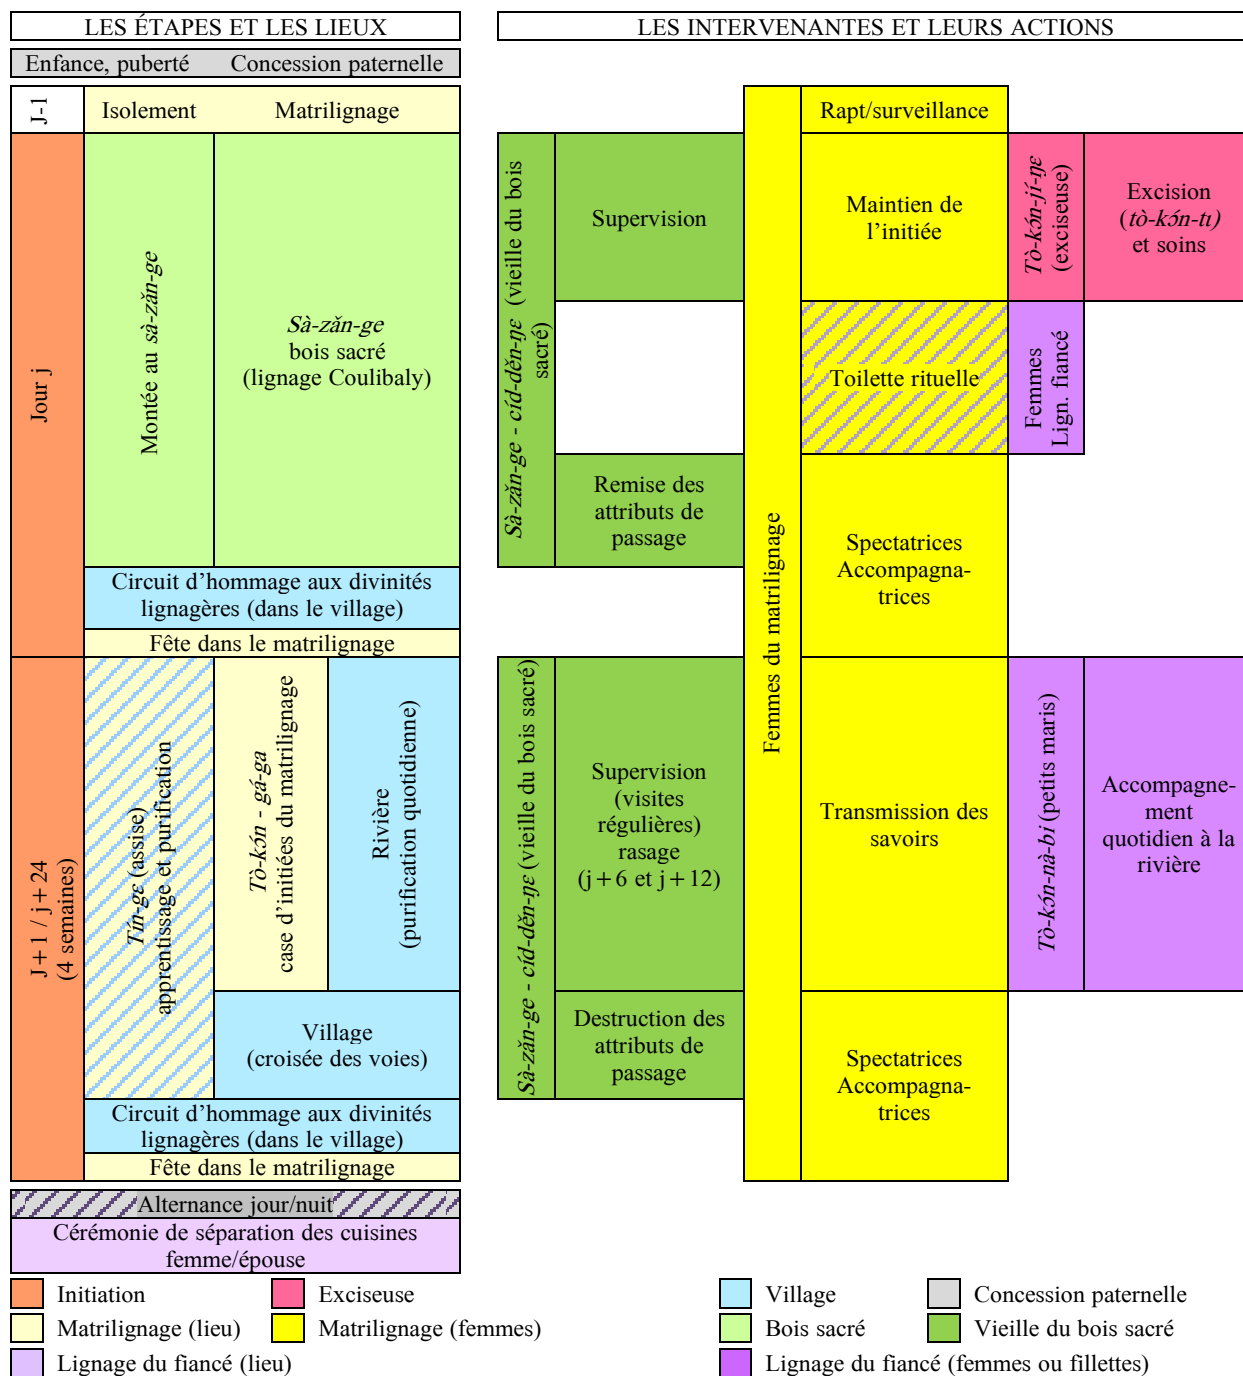 LES ÉTAPES ET LES LIEUX
LES INTERVENANTES ET LEURS ACTIONS
Enfance, puberté
Concession paternelle
J-1
Isolement
Matrilignage
Rapt/surveillance
Jour j
Montée au sà-zǎn-ge
Sà-zǎn-ge
bois sacré
(lignage Coulibaly)
Circuit d’hommage aux divinités
lignagères (dans le village)
Fête dans le matrilignage
Sà-zǎn-ge - cíd-děn-ŋɛ (vieille du bois
sacré)
Supervision
Remise des
attributs de
passage
Femmes du matrilignage
Maintien de
l’initiée
Toilette rituelle
Spectatrices
Accompagna-
trices
Tò-kɔ́n-jí-ŋɛ
(exciseuse)
Excision
(tò-kɔ́n-tɩ)
et soins
Femmes
Lign. fiancé
J+1 / j+24
(4 semaines)
Tín-gɛ (assise)
apprentissage et purification
Tò-kɔ́n - gá-ga
case d’initiées du matrilignage
Rivière
(purification quotidienne)
Village
(croisée des voies)
Circuit d’hommage aux divinités
lignagères (dans le village)
Fête dans le matrilignage
Sà-zǎn-ge - cíd-děn-ŋɛ (vieille du bois sacré)
Supervision
(visites
régulières)
rasage
(j+6 et j+12)
Destruction des
attributs de
passage
Transmission des
savoirs
Spectatrices
Accompagna-
trices
Tò-kɔ́n-nà-bi (petits maris)
Accompagne-
ment
quotidien à la
rivière
Alternance jour/nuit
Cérémonie de séparation des cuisines
femme/épouse
Initiation
Exciseuse
Village
Concession paternelle
Matrilignage (lieu)
Matrilignage (femmes)
Bois sacré
Vieille du bois sacré
Lignage du fiancé (lieu)
Lignage du fiancé (femmes ou fillettes)